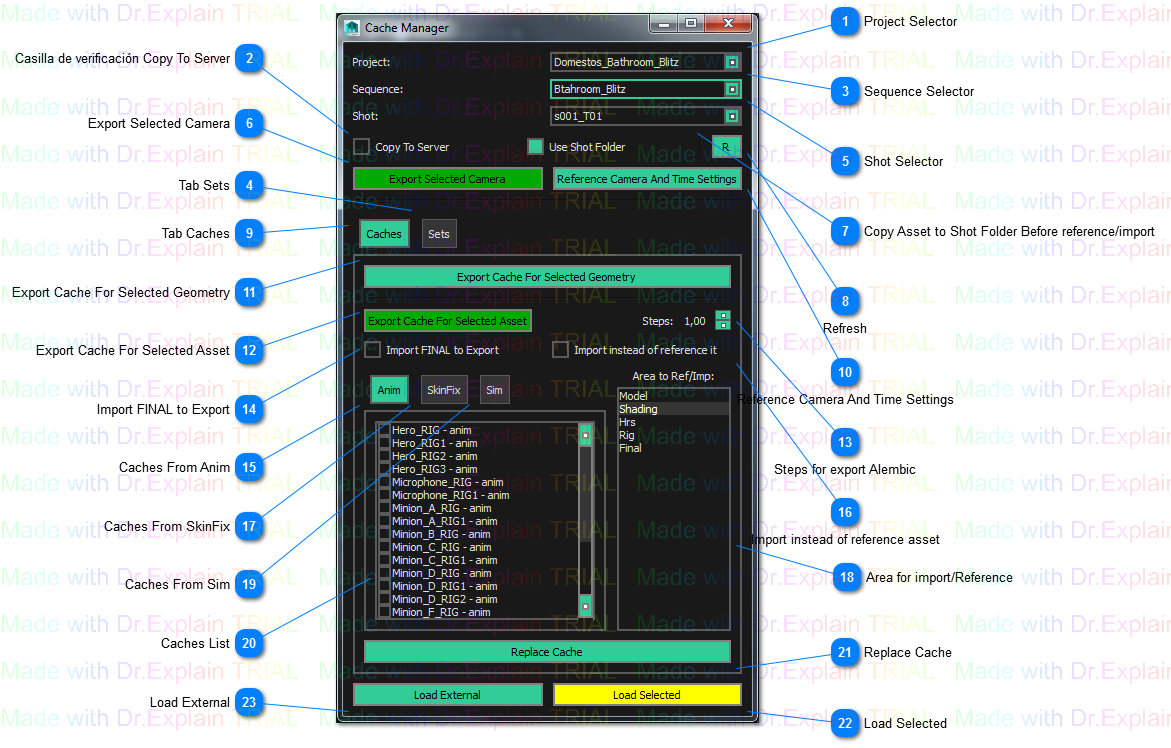 Made with Dr.Explain TRIAL
Cache Manager
Project:
Domestos_Bathroom_Blitz
Sequence:
Btahroom_Blitz
Shot:
s001_T01
Copy To Server
Use Shot Folder
R
Export Selected Camera
Reference Camera And Time Settings
Caches
Sets
Export Cache For Selected Geometry
Export Cache For Selected Asset
Steps: 1,00
Import FINAL to Export
Import instead of reference it
Anim
SkinFix
Sim
Area to Ref/Imp:
Model
Shading
Hrs
Rig
Final
Hero_RIG - anim
Hero_RIG1 - anim
Hero_RIG2 - anim
Hero_RIG3 - anim
Microphone_RIG - anim
Microphone_RIG1 - anim
Minion_A_RIG - anim
Minion_A_RIG1 - anim
Minion_B_RIG - anim
Minion_C_RIG - anim
Minion_C_RIG1 - anim
Minion_D_RIG - anim
Minion_D_RIG1 - anim
Minion_D_RIG2 - anim
Minion_F_RIG - anim
Replace Cache
Load External
Load Selected
Casilla de verificación Copy To Server 2
Export Selected Camera 6
Tab Sets 4
Tab Caches 9
Export Cache For Selected Geometry 11
Export Cache For Selected Asset 12
Import FINAL to Export 14
Caches From Anim 15
Caches From SkinFix 17
Caches From Sim 19
Caches List 20
Load External 23
1 Project Selector
3 Sequence Selector
5 Shot Selector
7 Copy Asset to Shot Folder Before reference/import
8
Refresh
10
Reference Camera And Time Settings
13
Steps for export Alembic
16
Import instead of reference asset
18 Area for import/Reference
21 Replace Cache
22 Load Selected